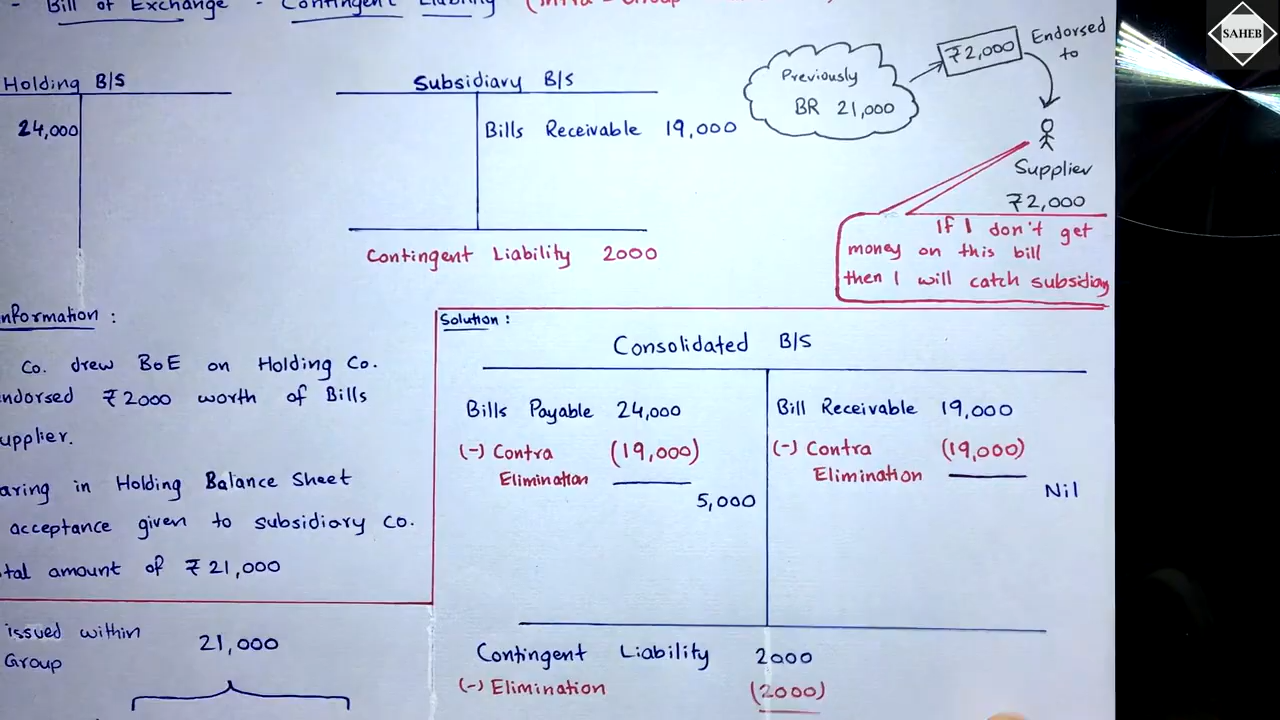 - Bill of Exchange - Contingent Liability
SAHEB
Holding B/S
24,000
Subsidiary B/S
Bills Receivable 19,000
Contingent Liability 2000
Previously
BR 21,000
₹2,000
Endorsed
to
Supplier
₹2,000
If I don't get
money on this bill
then I will catch subsidiary
nformation :
Co. drew BoE on Holding Co.
ndorsed ₹2000 worth of Bills
upplier.
aring in Holding Balance Sheet
acceptance given to subsidiary Co.
tal amount of ₹21,000
issued within
Group
21,000
Solution :
Consolidated B/S
Bills Payable 24,000
(-) Contra (19,000)
Elimination
5,000
Bill Receivable 19,000
(-) Contra (19,000)
Elimination
Nil
Contingent Liability 2000
(-) Elimination (2000)